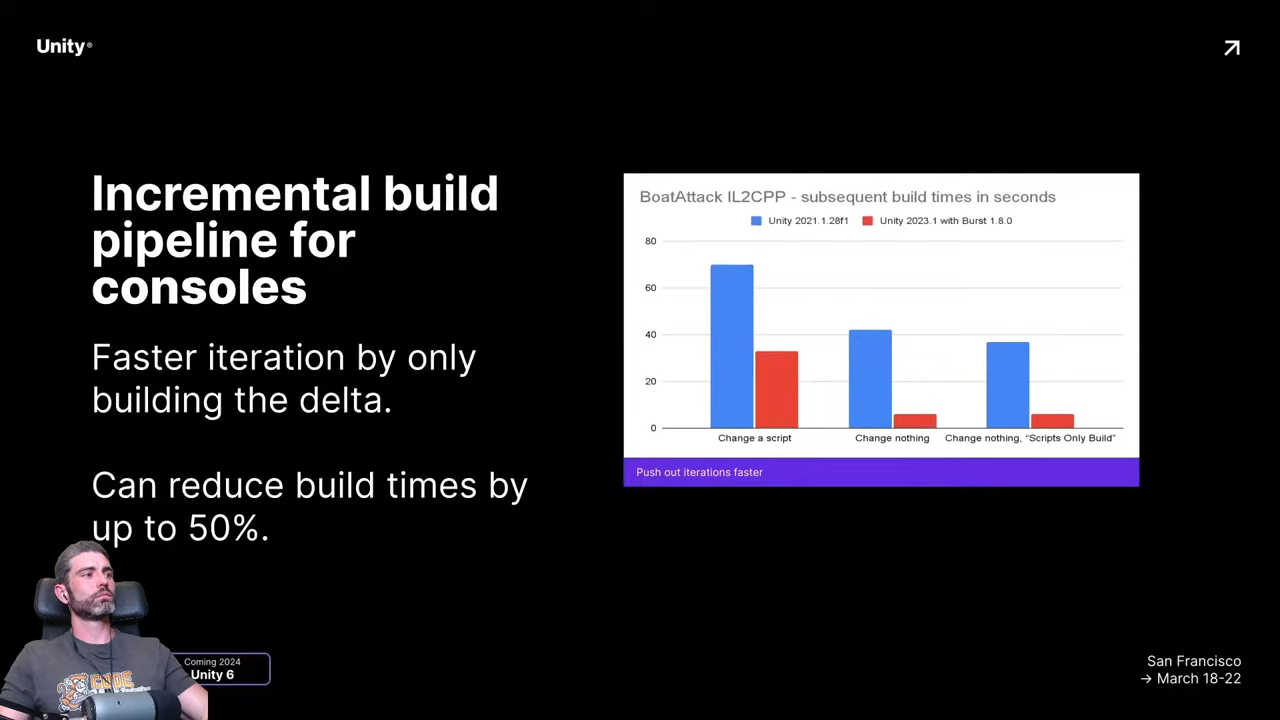 Unity®
Incremental build
pipeline for
consoles
Faster iteration by only
building the delta.
Can reduce build times by
up to 50%.
BoatAttack IL2CPP - subsequent build times in seconds
Unity 2021.1.28f1 Unity 2023.1 with Burst 1.8.0
80
60
40
20
0
Change a script Change nothing Change nothing, “Scripts Only Build”
Push out iterations faster
CODE
Coming 2024
Unity 6
San Francisco
→ March 18-22